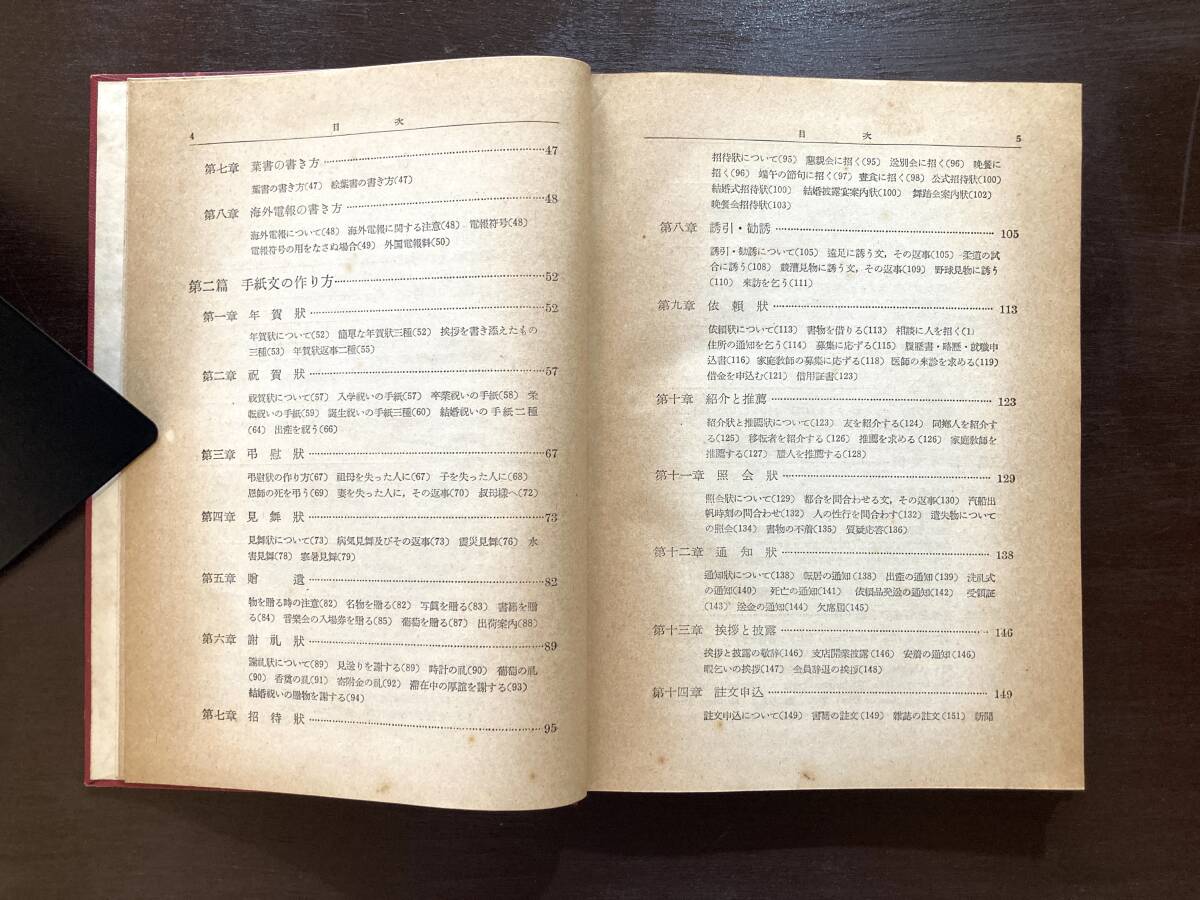 4 目次
第七章 葉書の書き方……47
葉書の書き方(47) 絵葉書の書き方(47)
第八章 海外電報の書き方……48
海外電報について(48) 海外電報に関する注意(48) 電報符号(48)
電報符号の用をなさぬ場合(49) 外国電報料(50)
第二篇 手紙文の作り方……52
第一章 年賀狀……52
年賀狀について(52) 簡單な年賀狀三種(52) 挨拶を書き添えたもの
三種(53) 年賀狀返事二種(55)
第二章 祝賀狀……57
祝賀狀について(57) 入学祝いの手紙(57) 卒業祝いの手紙(58) 栄
転祝いの手紙(59) 誕生祝いの手紙三種(60) 結婚祝いの手紙二種
(64) 出産を祝う(66)
第三章 弔慰狀……67
弔慰狀の作り方(67) 祖母を失った人に(67) 子を失った人に(68)
恩師の死を弔う(69) 妻を失った人に，その返事(70) 叔母様へ(72)
第四章 見舞狀……73
見舞狀について(73) 病気見舞及びその返事(73) 震災見舞(76) 水
害見舞(78) 寒暑見舞(79)
第五章 贈遺……82
物を贈る時の注意(82) 名物を贈る(82) 写眞を贈る(83) 書籍を贈
る(84) 音楽会の入場券を贈る(85) 葡萄を贈る(87) 出荷案内(88)
第六章 謝礼狀……89
謝礼狀について(89) 見送りを謝する(89) 時計の礼(90) 葡萄の礼
(90) 香奠の礼(91) 寄附金の礼(92) 滞在中の厚誼を謝する(93)
結婚祝いの贈物を謝する(94)
第七章 招待狀……95
目次 5
招待狀について(95) 懇親会に招く(95) 送別会に招く(96) 晩餐に
招く(96) 端午の節句に招く(97) 晝食に招く(98) 公式招待狀(100)
結婚式招待狀(100) 結婚披露宴案內狀(100) 舞踏会案內狀(102)
晩餐会招待狀(103)
第八章 誘引・勧誘……105
誘引・勧誘について(105) 遠足に誘う文，その返事(105) 柔道の試
合に誘う(108) 競漕見物に誘う文，その返事(109) 野球見物に誘う
(110) 来訪を乞う(111)
第九章 依頼狀……113
依頼狀について(113) 書物を借りる(113) 相談に人を招く(1)
住所の通知を乞う(114) 募集に応ずる(115) 履歴書・略歴・就職申
込書(116) 家庭教師の募集に応ずる(118) 医師の来診を求める(119)
借金を申込む(121) 借用証書(123)
第十章 紹介と推薦……123
紹介狀と推薦狀について(123) 友を紹介する(124) 同鄕人を紹介す
る(125) 移転者を紹介する(126) 推薦を求める(126) 家庭教師を
推薦する(127) 雇人を推薦する(128)
第十一章 照会狀……129
照会狀について(129) 都合を問合わせる文，その返事(130) 汽船出
帆時刻の問合わせ(132) 人の性行を問合わす(132) 遺失物について
の照会(134) 書物の不着(135) 質疑応答(136)
第十二章 通知狀……138
通知狀について(138) 転居の通知(138) 出産の通知(139) 洗礼式
の通知(140) 死亡の通知(141) 依頼品発送の通知(142) 受領証
(143) 送金の通知(144) 欠席届(145)
第十三章 挨拶と披露……146
挨拶と披露の敬辞(146) 支店開業披露(146) 安着の通知(146)
暇乞いの挨拶(147) 会員辞退の挨拶(148)
第十四章 註文申込……149
註文申込について(149) 書籍の註文(149) 雜誌の註文(151) 新聞